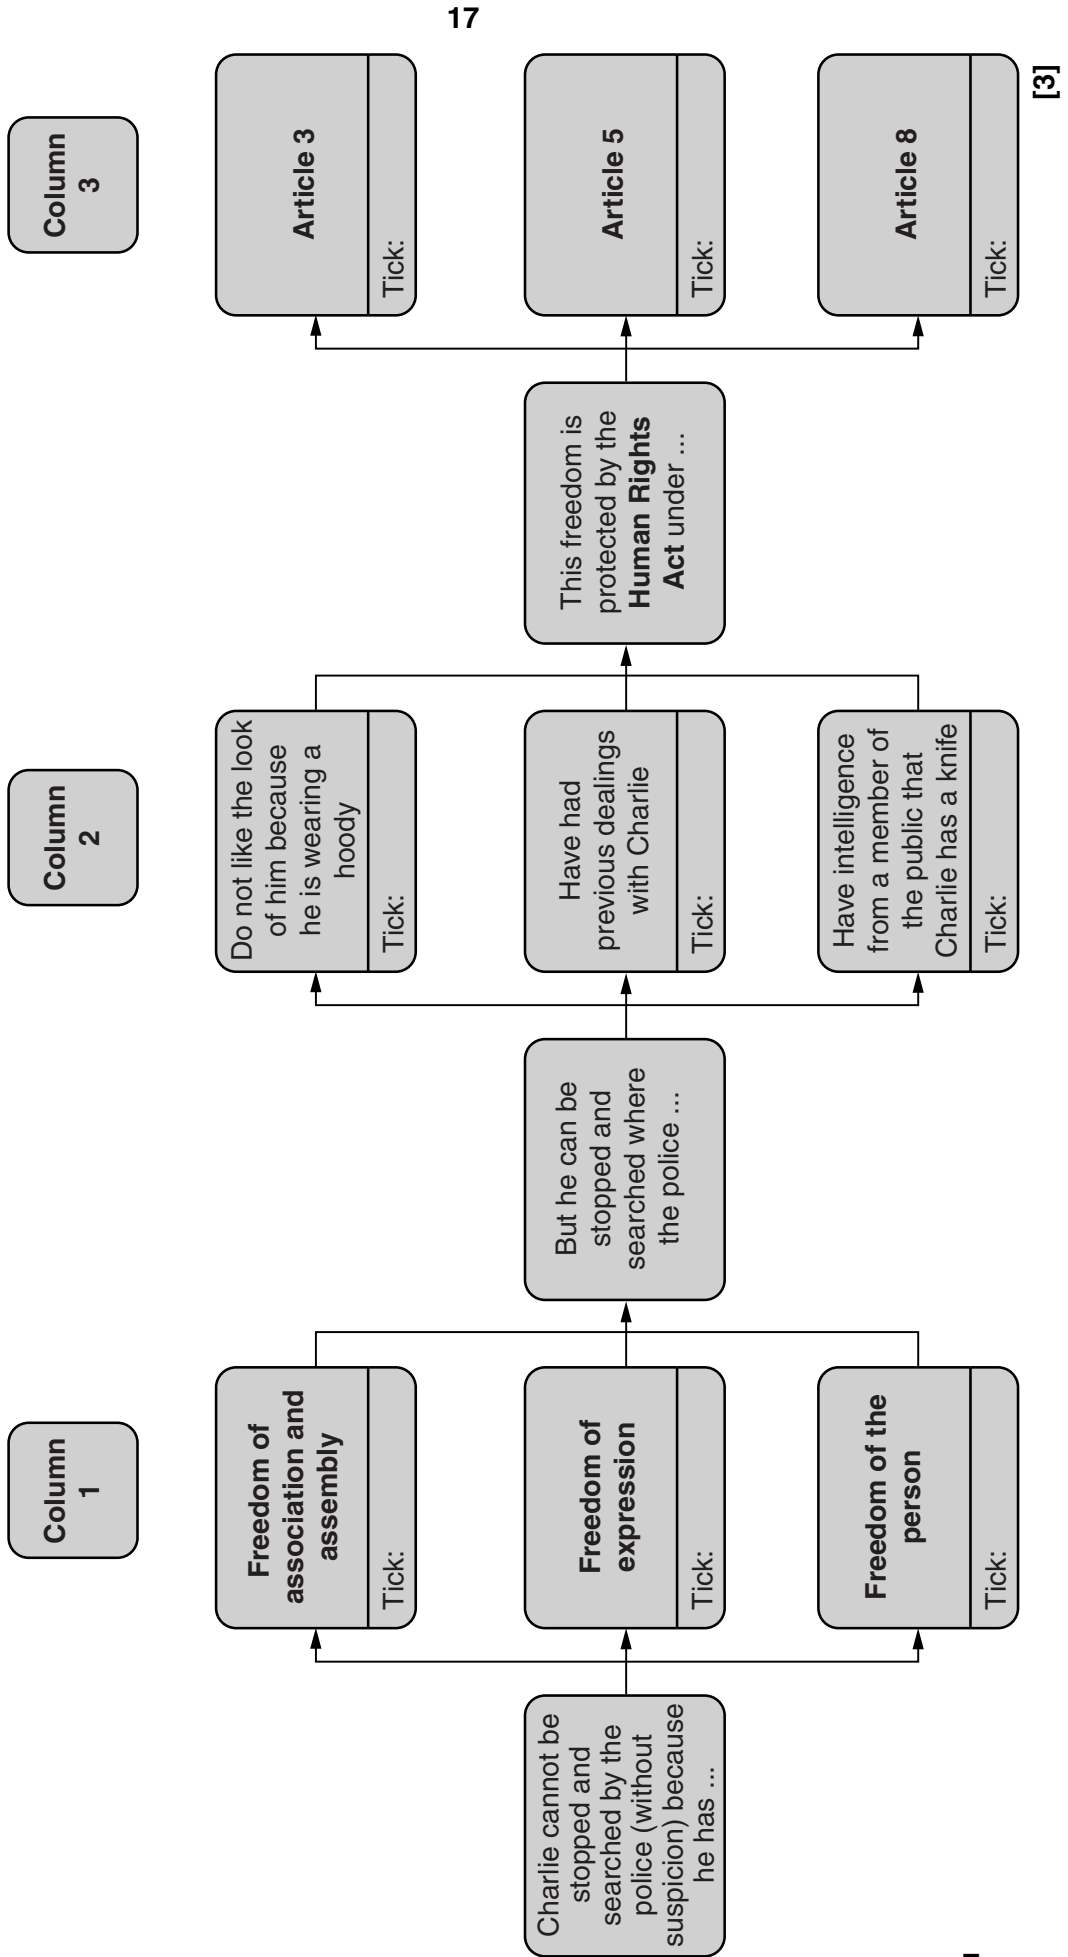 17
Column
1
Column
2
Column
3
Charlie cannot be
stopped and
searched by the
police (without
suspicion) because
he has ...
Freedom of
association and
assembly
Tick:
Freedom of
expression
Tick:
Freedom of the
person
Tick:
But he can be
stopped and
searched where
the police ...
Do not like the look
of him because
he is wearing a
hoody
Tick:
Have had
previous dealings
with Charlie
Tick:
Have intelligence
from a member of
the public that
Charlie has a knife
Tick:
This freedom is
protected by the
Human Rights
Act under ...
Article 3
Tick:
Article 5
Tick:
Article 8
Tick:
[3]